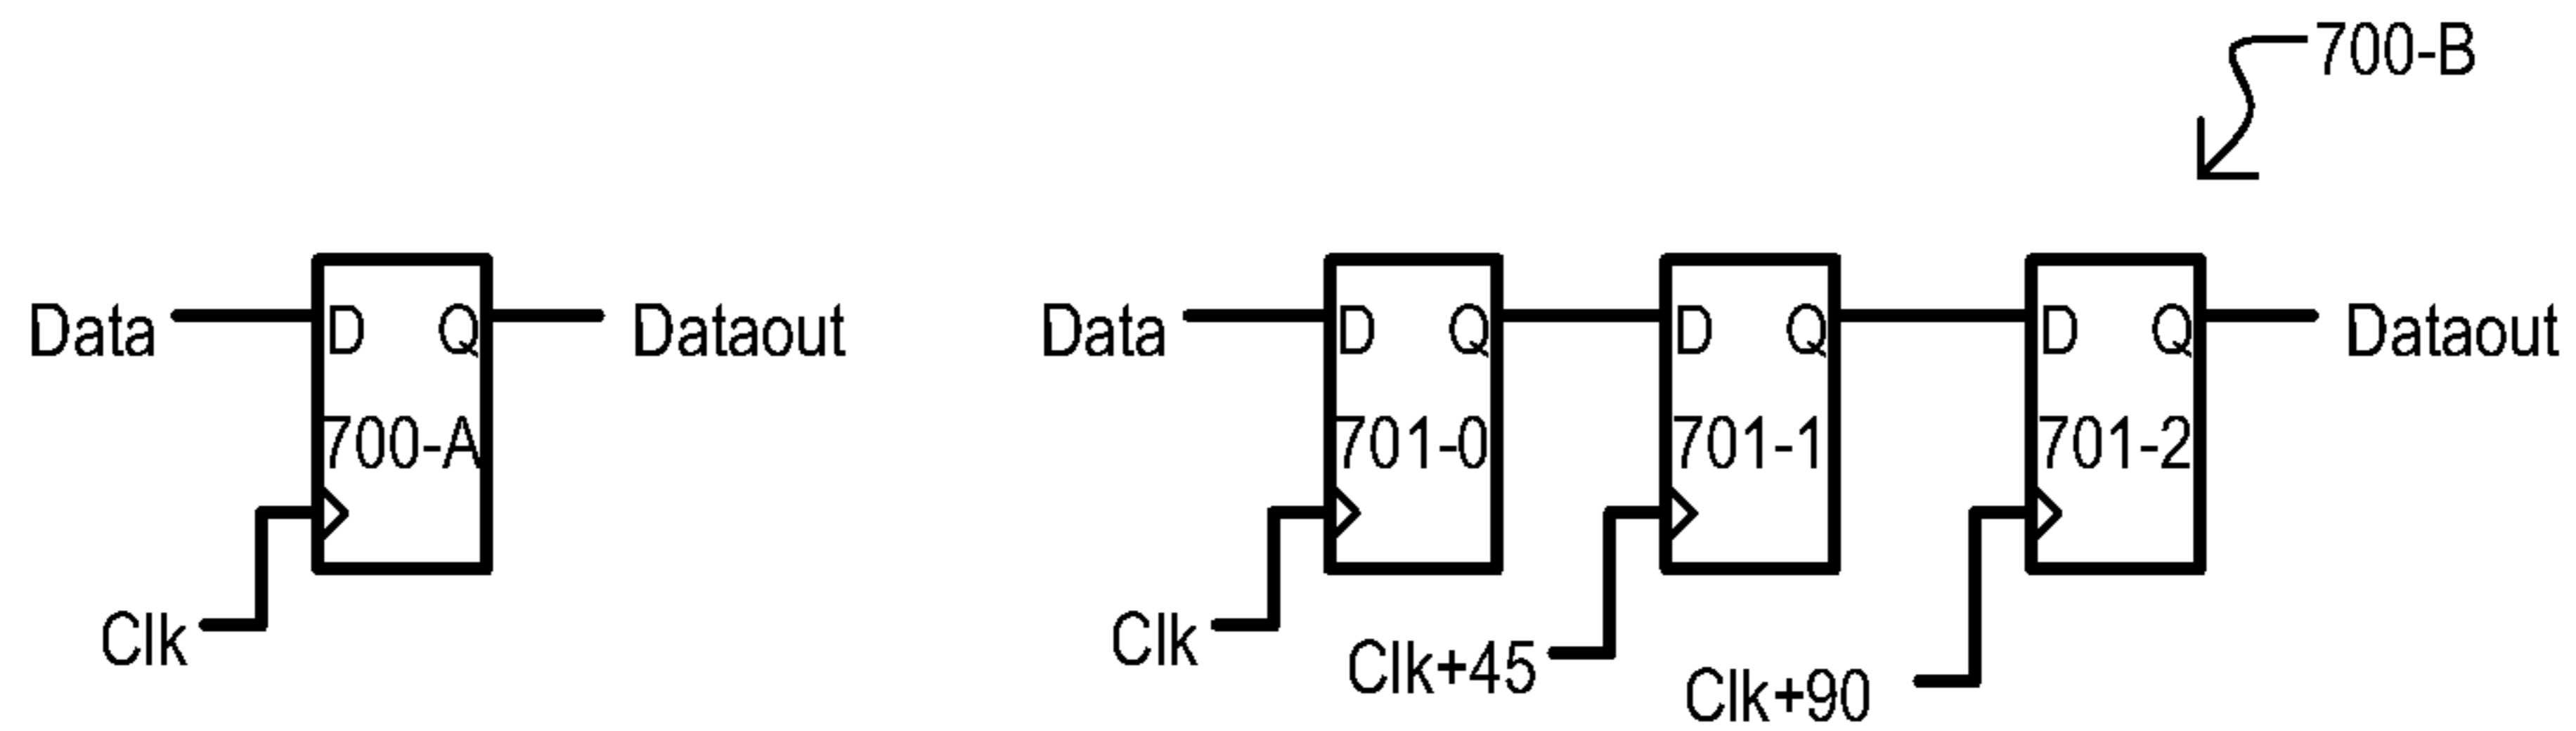 700-B
Data D Q Dataout
700-A
Clk
Data D Q D Q D Q Dataout
701-0 701-1 701-2
Clk Clk+45 Clk+90